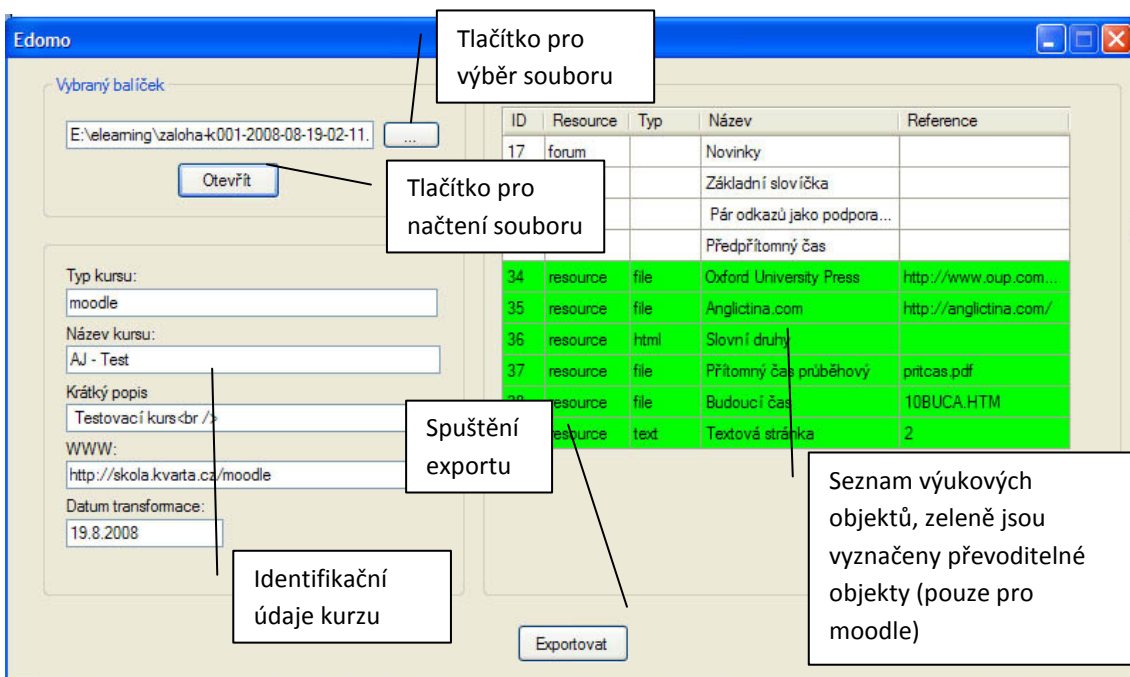 Edomo
Tlačítko pro
výběr souboru
Vybraný balíček
E:\elearning\zaloha-k001-2008-08-19-02-11.
...
Otevřít
Tlačítko pro
načtení souboru
ID Resource Typ Název Reference
17 forum Novinky
Základní slovíčka
Pár odkazů jako podpora...
Předpřítomný čas
34 resource file Oxford University Press http://www.oup.com...
35 resource file Anglictina.com http://anglictina.com/
36 resource html Slovní druhy
37 resource file Přítomný čas průběhový pritcas.pdf
38 resource file Budoucí čas 10BUCA.HTM
resource text Textová stránka 2
Typ kursu:
moodle
Název kursu:
AJ - Test
Krátký popis
Testovací kurs<br />
WWW:
http://skola.kvarta.cz/moodle
Datum transformace:
19.8.2008
Spuštění
exportu
Identifikační
údaje kurzu
Seznam výukových
objektů, zeleně jsou
vyznačeny převoditelné
objekty (pouze pro
moodle)
Exportovat